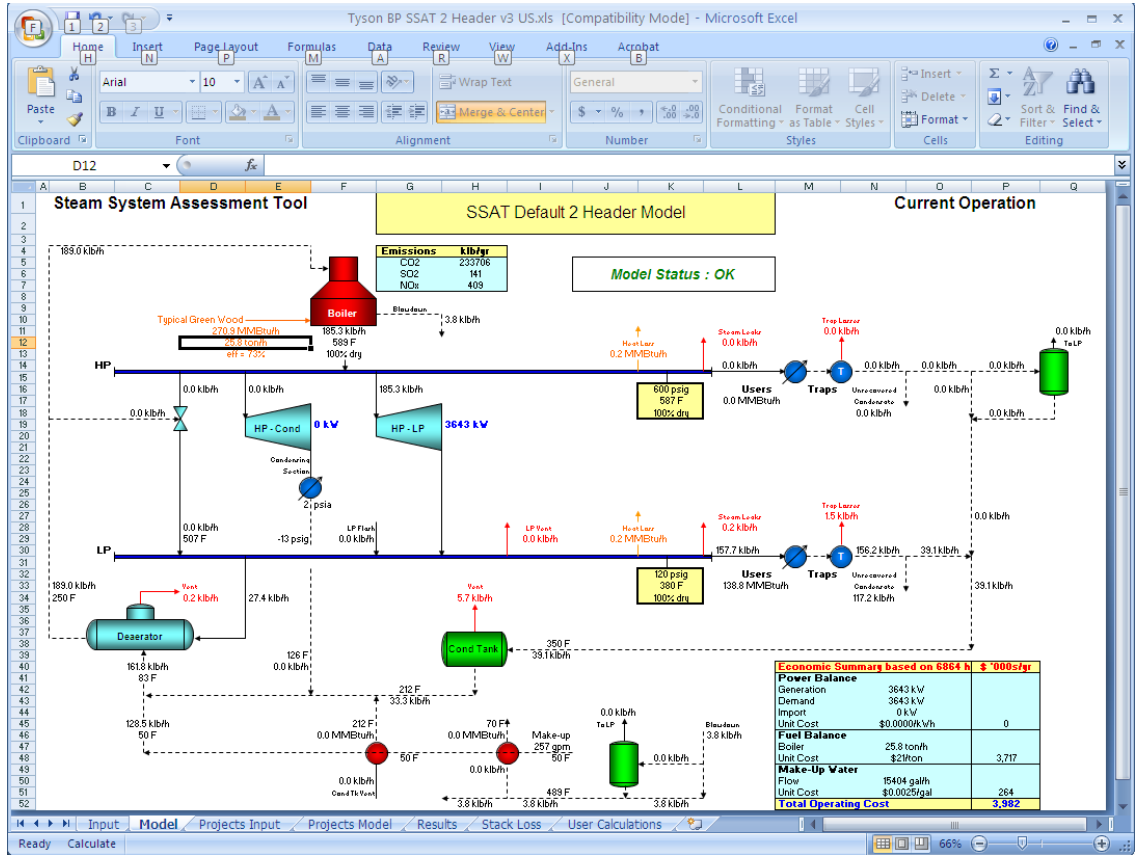 1 2 3
Tyson BP SSAT 2 Header v3 US.xls [Compatibility Mode] - Microsoft Excel
F
Home Insert Page Layout Formulas Data Review View Add-Ins Acrobat
H N P M A R W X B
Paste
Arial 10
Wrap Text
General
B I U
Merge & Center
$ % ,
Conditional Formatting
Format as Table
Cell Styles
Insert
Delete
Format
Sort & Filter
Find & Select
Clipboard Font Alignment Number Styles Cells Editing
D12
fx
A B C D E F G H I J K L M N O P Q
Steam System Assessment Tool
SSAT Default 2 Header Model
Current Operation
189.0 klb/h
Emissions klb/yr
CO2 233706
SO2 141
NOx 409
Model Status : OK
Boiler
Blowdown
3.8 klb/h
Typical Green Wood
270.9 MMBtu/h
25.8 ton/h
eff = 73%
185.3 klb/h
589 F
100% dry
Heat Loss
0.2 MMBtu/h
Steam Leaks
0.0 klb/h
Trap Losses
0.0 klb/h
0.0 klb/h
To LP
HP
0.0 klb/h
T
0.0 klb/h
0.0 klb/h
0.0 klb/h
0.0 klb/h
185.3 klb/h
600 psig
587 F
100% dry
Users
0.0 MMBtu/h
Traps
Unrecovered
Condensate
0.0 klb/h
0.0 klb/h
0.0 klb/h
0.0 klb/h
HP - Cond
0 kW
HP - LP
3643 kW
Condensing
Section
2 psia
0.0 klb/h
507 F
-13 psig
LP Flash
0.0 klb/h
LP Vent
0.0 klb/h
Heat Loss
0.2 MMBtu/h
Steam Leaks
0.2 klb/h
Trap Losses
1.5 klb/h
0.0 klb/h
LP
157.7 klb/h
T
156.2 klb/h
39.1 klb/h
120 psig
380 F
100% dry
Users
138.8 MMBtu/h
Traps
Unrecovered
Condensate
117.2 klb/h
39.1 klb/h
189.0 klb/h
250 F
Vent
0.2 klb/h
27.4 klb/h
Vent
5.7 klb/h
Deaerator
Cond Tank
350 F
39.1 klb/h
126 F
0.0 klb/h
161.8 klb/h
83 F
212 F
33.3 klb/h
128.5 klb/h
50 F
212 F
0.0 MMBtu/h
70 F
0.0 MMBtu/h
Make-up
257 gpm
50 F
50 F
0.0 klb/h
To LP
Blowdown
3.8 klb/h
0.0 klb/h
0.0 klb/h
0.0 klb/h
Cond Tk Vent
489 F
3.8 klb/h
3.8 klb/h
3.8 klb/h
Economic Summary based on 6864 h $ '000s/yr
Power Balance
Generation 3643 kW
Demand 3643 kW
Import 0 kW
Unit Cost $0.0000/kWh 0
Fuel Balance
Boiler 25.8 ton/h
Unit Cost $21/ton 3,717
Make-Up Water
Flow 15404 gal/h
Unit Cost $0.0025/gal 264
Total Operating Cost 3,982
Input Model Projects Input Projects Model Results Stack Loss User Calculations
Ready Calculate 66%